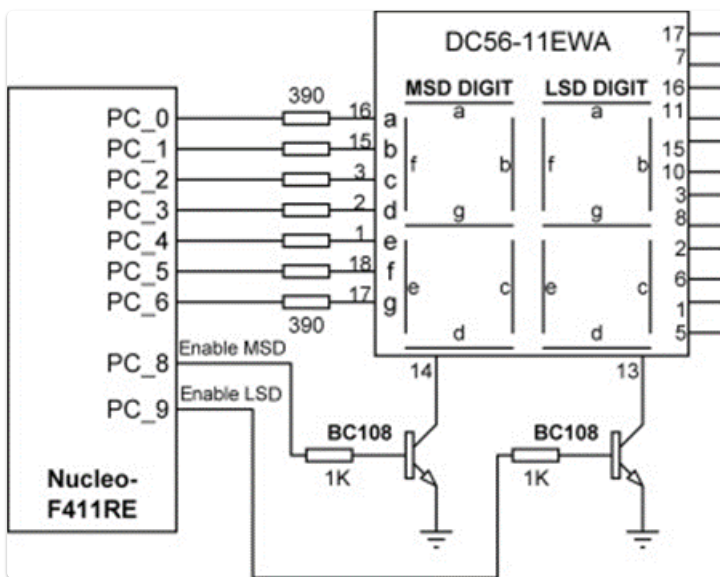 DC56-11EWA
MSD DIGIT LSD DIGIT
a a
f b f b
g g
e c e c
d d
390
PC_0 16 a
PC_1 15 b
PC_2 3 c
PC_3 2 d
PC_4 1 e
PC_5 18 f
PC_6 17 g
390
17
7
16
11
15
10
3
8
2
6
1
5
PC_8 Enable MSD
PC_9 Enable LSD
14 13
BC108 BC108
1K 1K
Nucleo-
F411RE